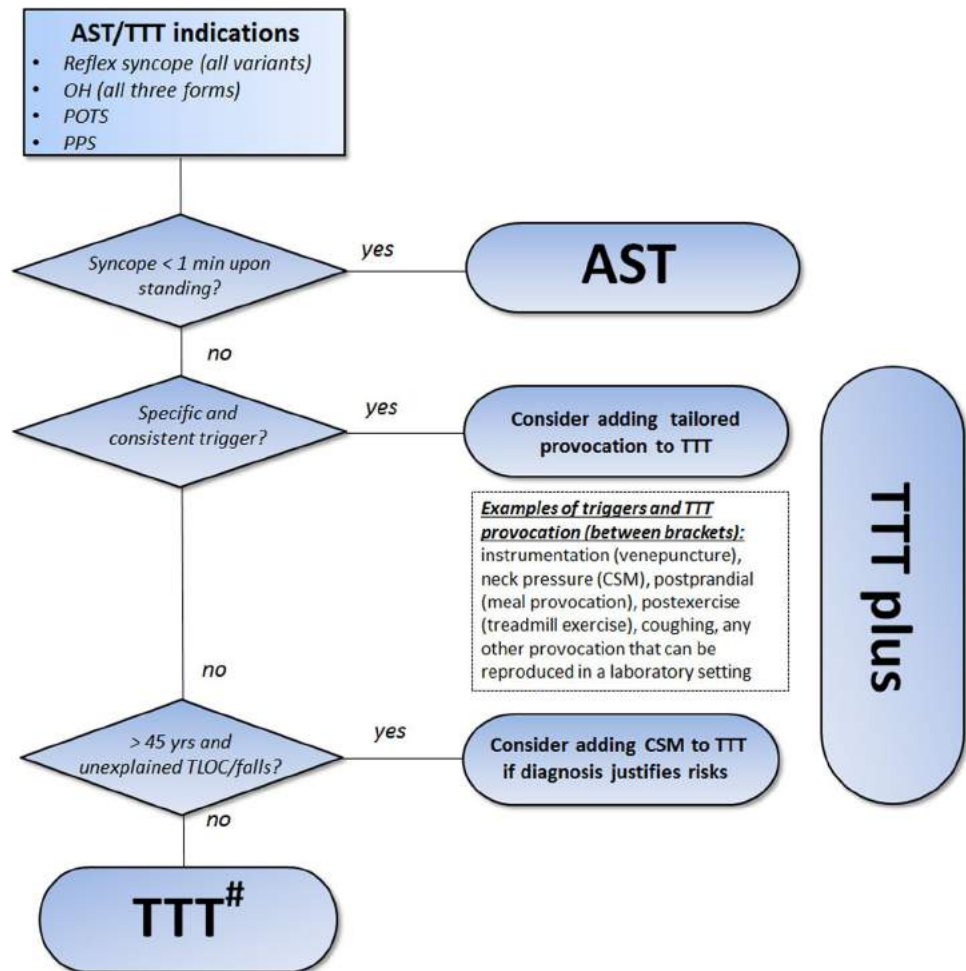 AST/TTT indications
• Reflex syncope (all variants)
• OH (all three forms)
• POTS
• PPS
Syncope < 1 min upon
standing?
yes
AST
no
Specific and
consistent trigger?
yes
Consider adding tailored
provocation to TTT
Examples of triggers and TTT
provocation (between brackets):
instrumentation (venepuncture),
neck pressure (CSM), postprandial
(meal provocation), postexercise
(treadmill exercise), coughing, any
other provocation that can be
reproduced in a laboratory setting
TTT plus
no
> 45 yrs and
unexplained TLOC/falls?
yes
Consider adding CSM to TTT
if diagnosis justifies risks
no
TTT#